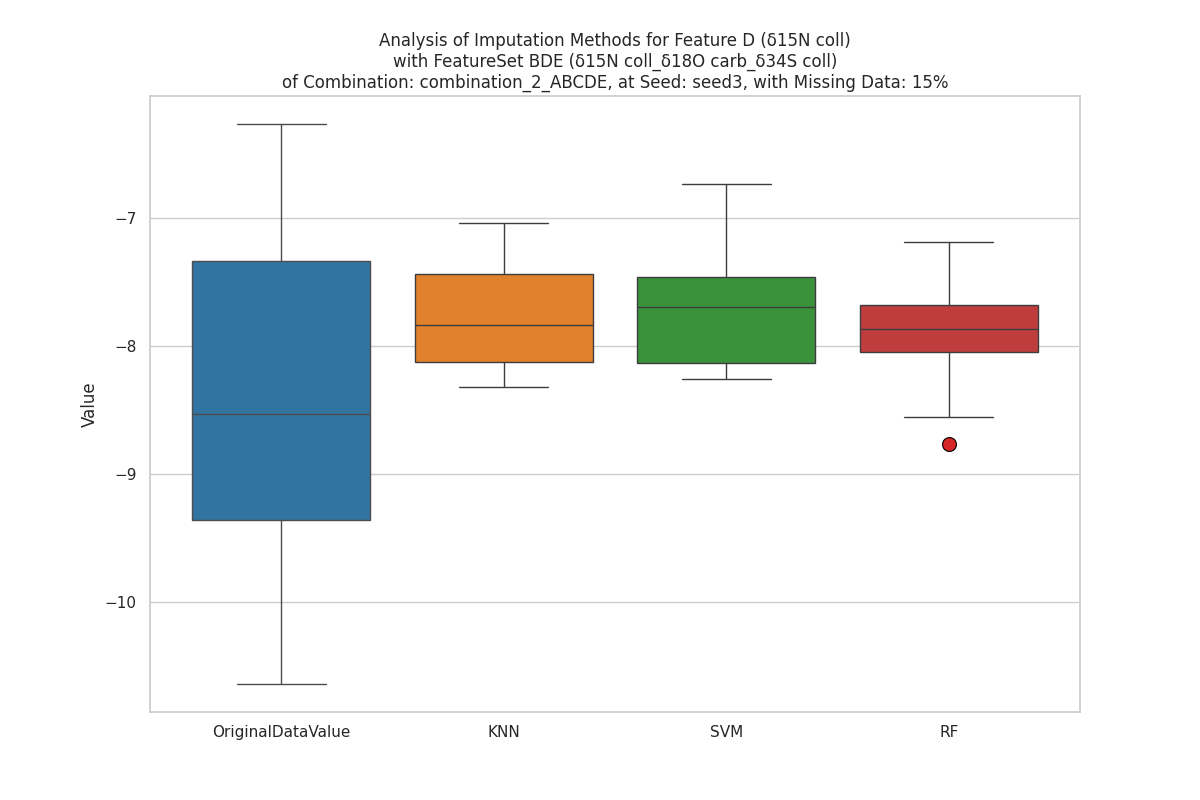 Analysis of Imputation Methods for Feature D (δ15N coll)
with FeatureSet BDE (δ15N coll_δ18O carb_δ34S coll)
of Combination: combination_2_ABCDE, at Seed: seed3, with Missing Data: 15%
Value
−7
−8
−9
−10
OriginalDataValue KNN SVM RF